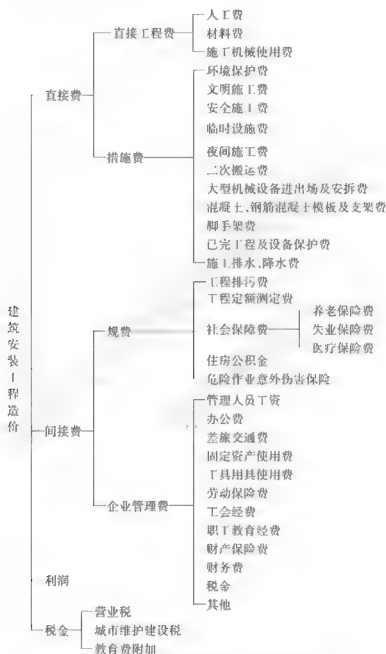 建筑安装工程造价
直接费
直接工程费
人工费
材料费
施工机械使用费
措施费
环境保护费
文明施工费
安全施工费
临时设施费
夜间施工费
二次搬运费
大型机械设备进出场及安拆费
混凝土、钢筋混凝土模板及支架费
脚手架费
已完工程及设备保护费
施工排水、降水费
间接费
规费
工程排污费
工程定额测定费
社会保障费
养老保险费
失业保险费
医疗保险费
住房公积金
危险作业意外伤害保险
企业管理费
管理人员工资
办公费
差旅交通费
固定资产使用费
工具用具使用费
劳动保险费
工会经费
职工教育经费
财产保险费
财务费
税金
其他
利润
税金
营业税
城市维护建设税
教育费附加